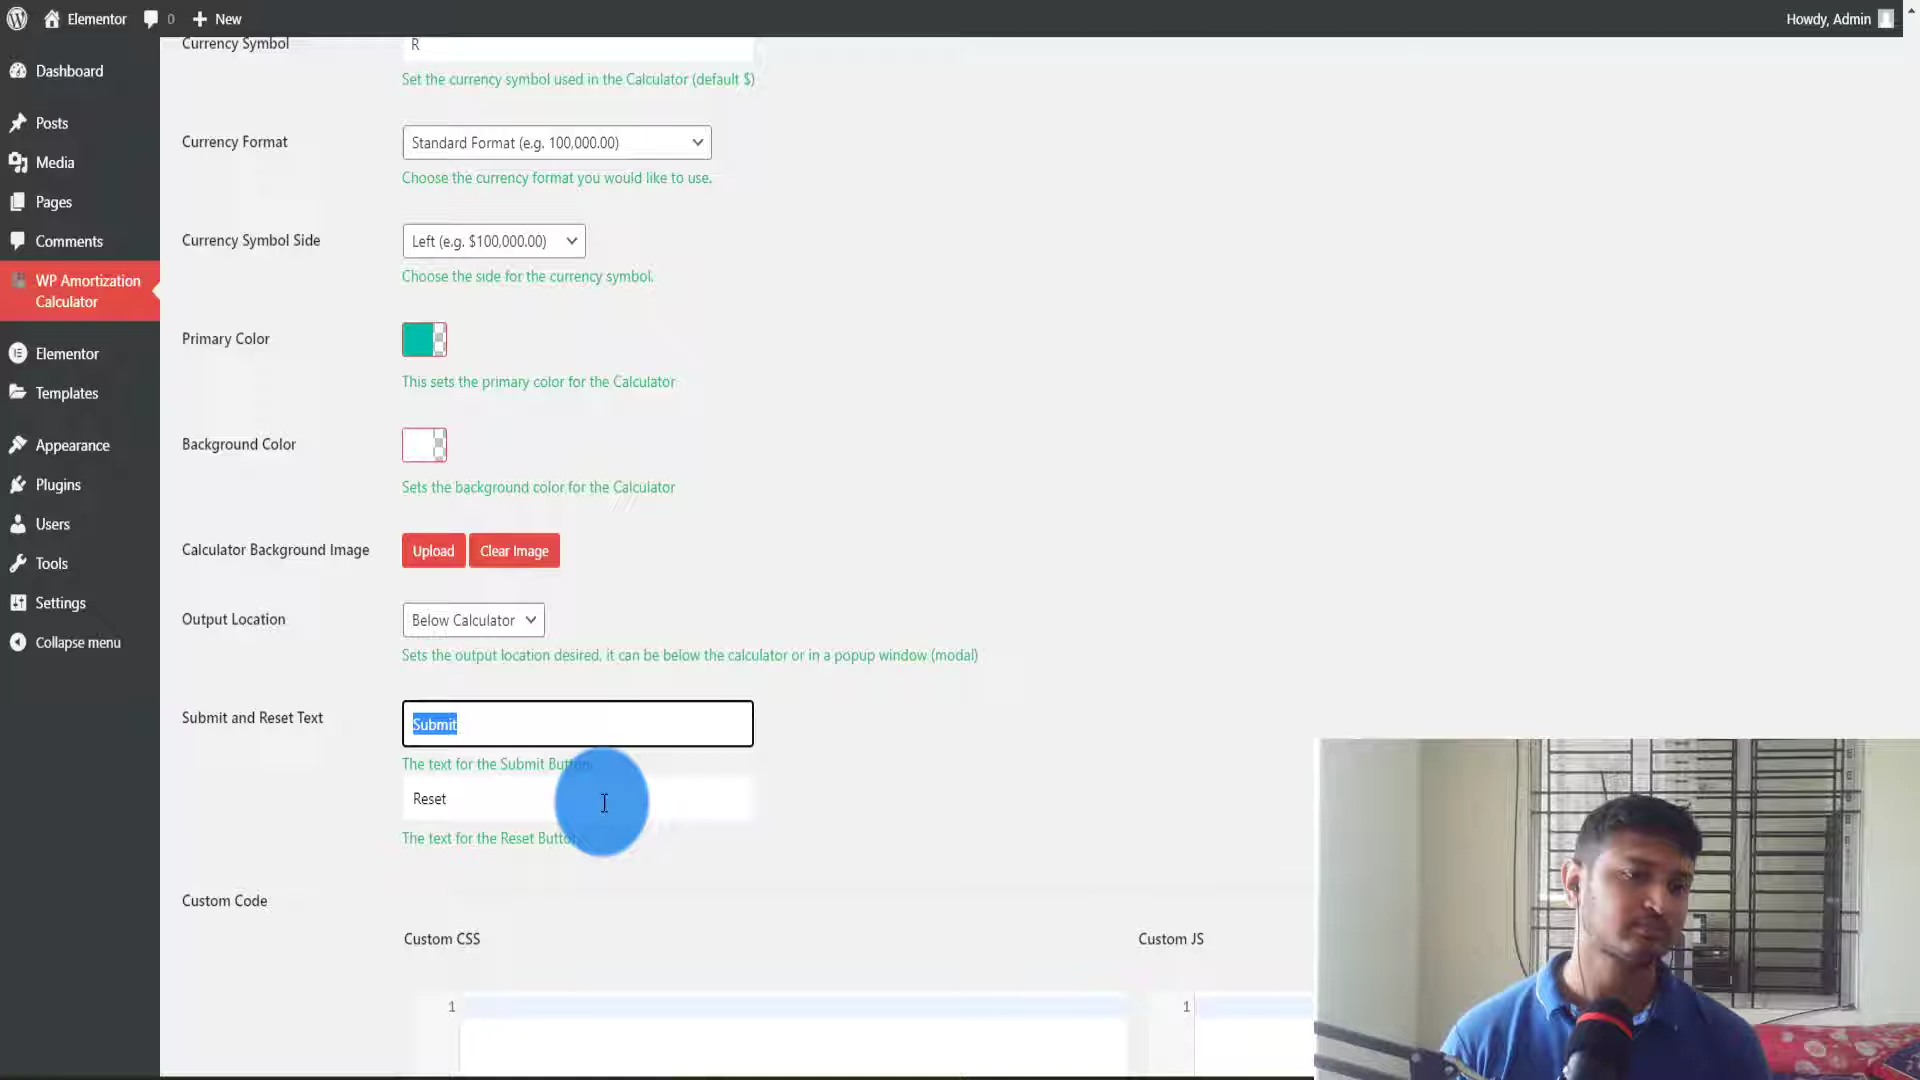 Elementor
0
New
Howdy, Admin
Dashboard
Posts
Media
Pages
Comments
WP Amortization
Calculator
Elementor
Templates
Appearance
Plugins
Users
Tools
Settings
Collapse menu
Currency Symbol
R
Set the currency symbol used in the Calculator (default $)
Currency Format
Standard Format (e.g. 100,000.00)
Choose the currency format you would like to use.
Currency Symbol Side
Left (e.g. $100,000.00)
Choose the side for the currency symbol.
Primary Color
This sets the primary color for the Calculator
Background Color
Sets the background color for the Calculator
Calculator Background Image
Upload
Clear Image
Output Location
Below Calculator
Sets the output location desired, it can be below the calculator or in a popup window (modal)
Submit and Reset Text
Submit
The text for the Submit Button.
Reset
The text for the Reset Button.
Custom Code
Custom CSS
Custom JS
1
1